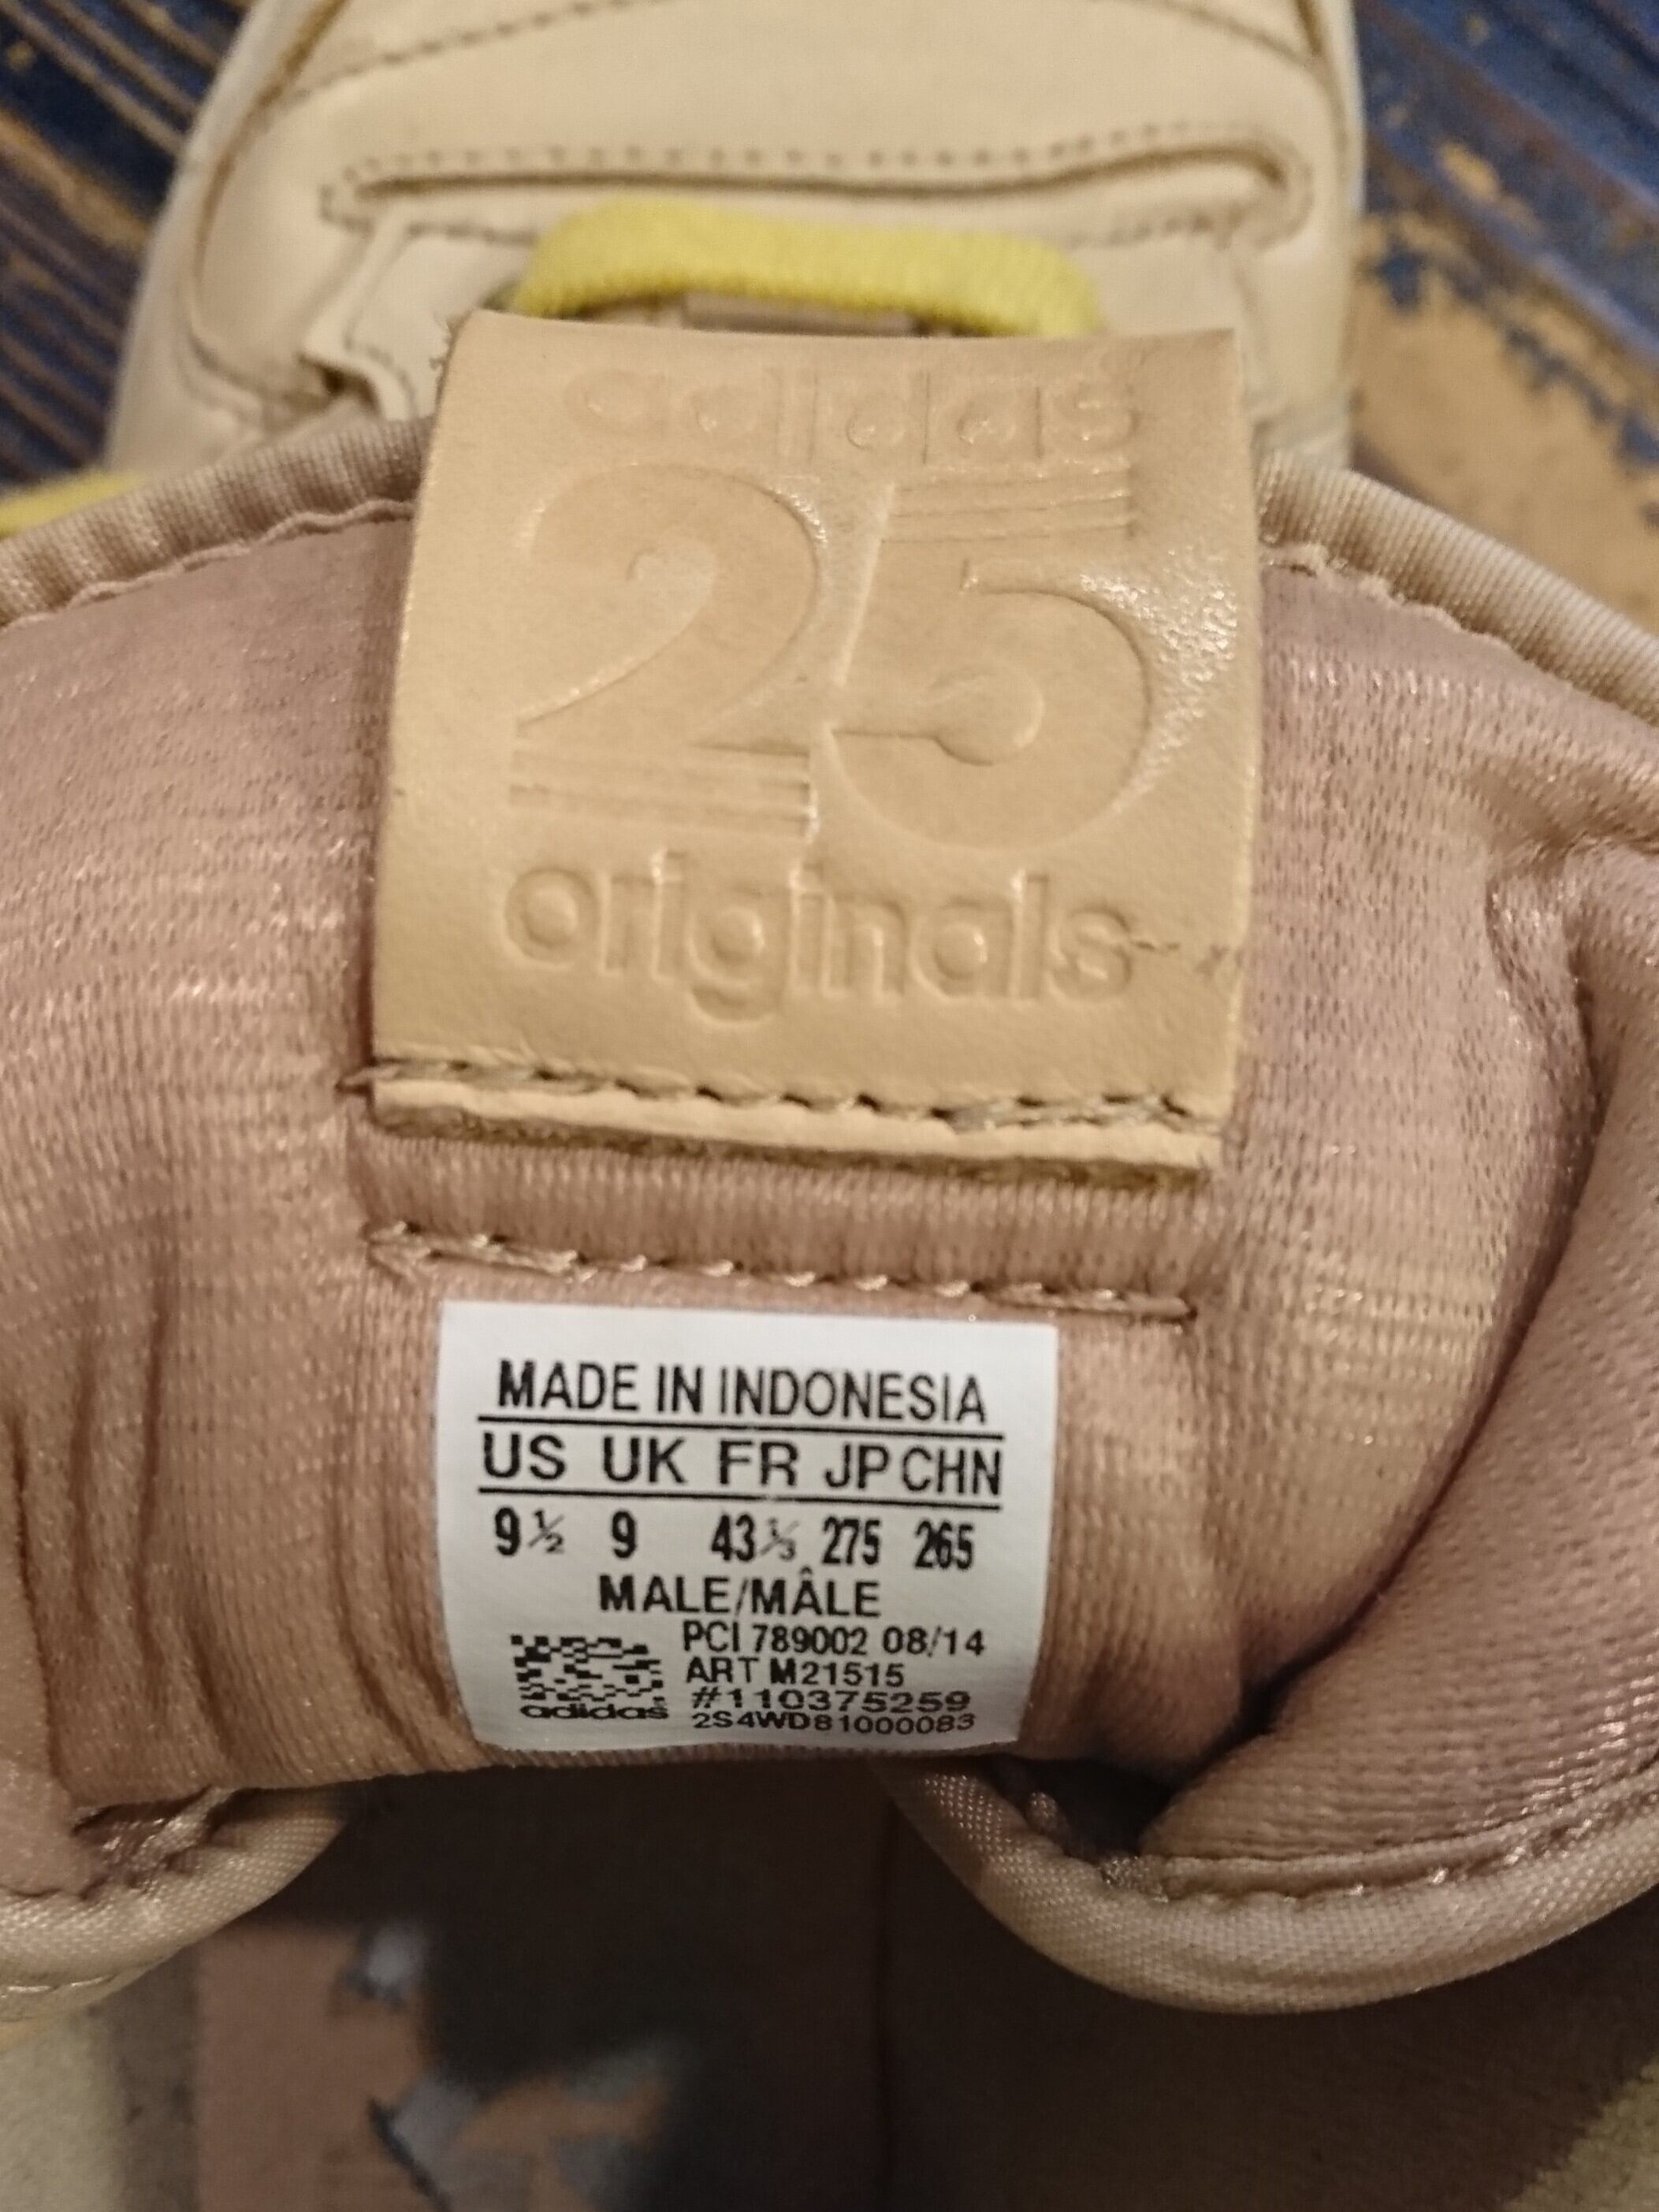 adidas
25
originals
MADE IN INDONESIA
US UK FR JP CHN
9½ 9 43⅓ 275 265
MALE/MÂLE
PCI 789002 08/14
ART M21515
#110375259
2S4WD81000083
adidas